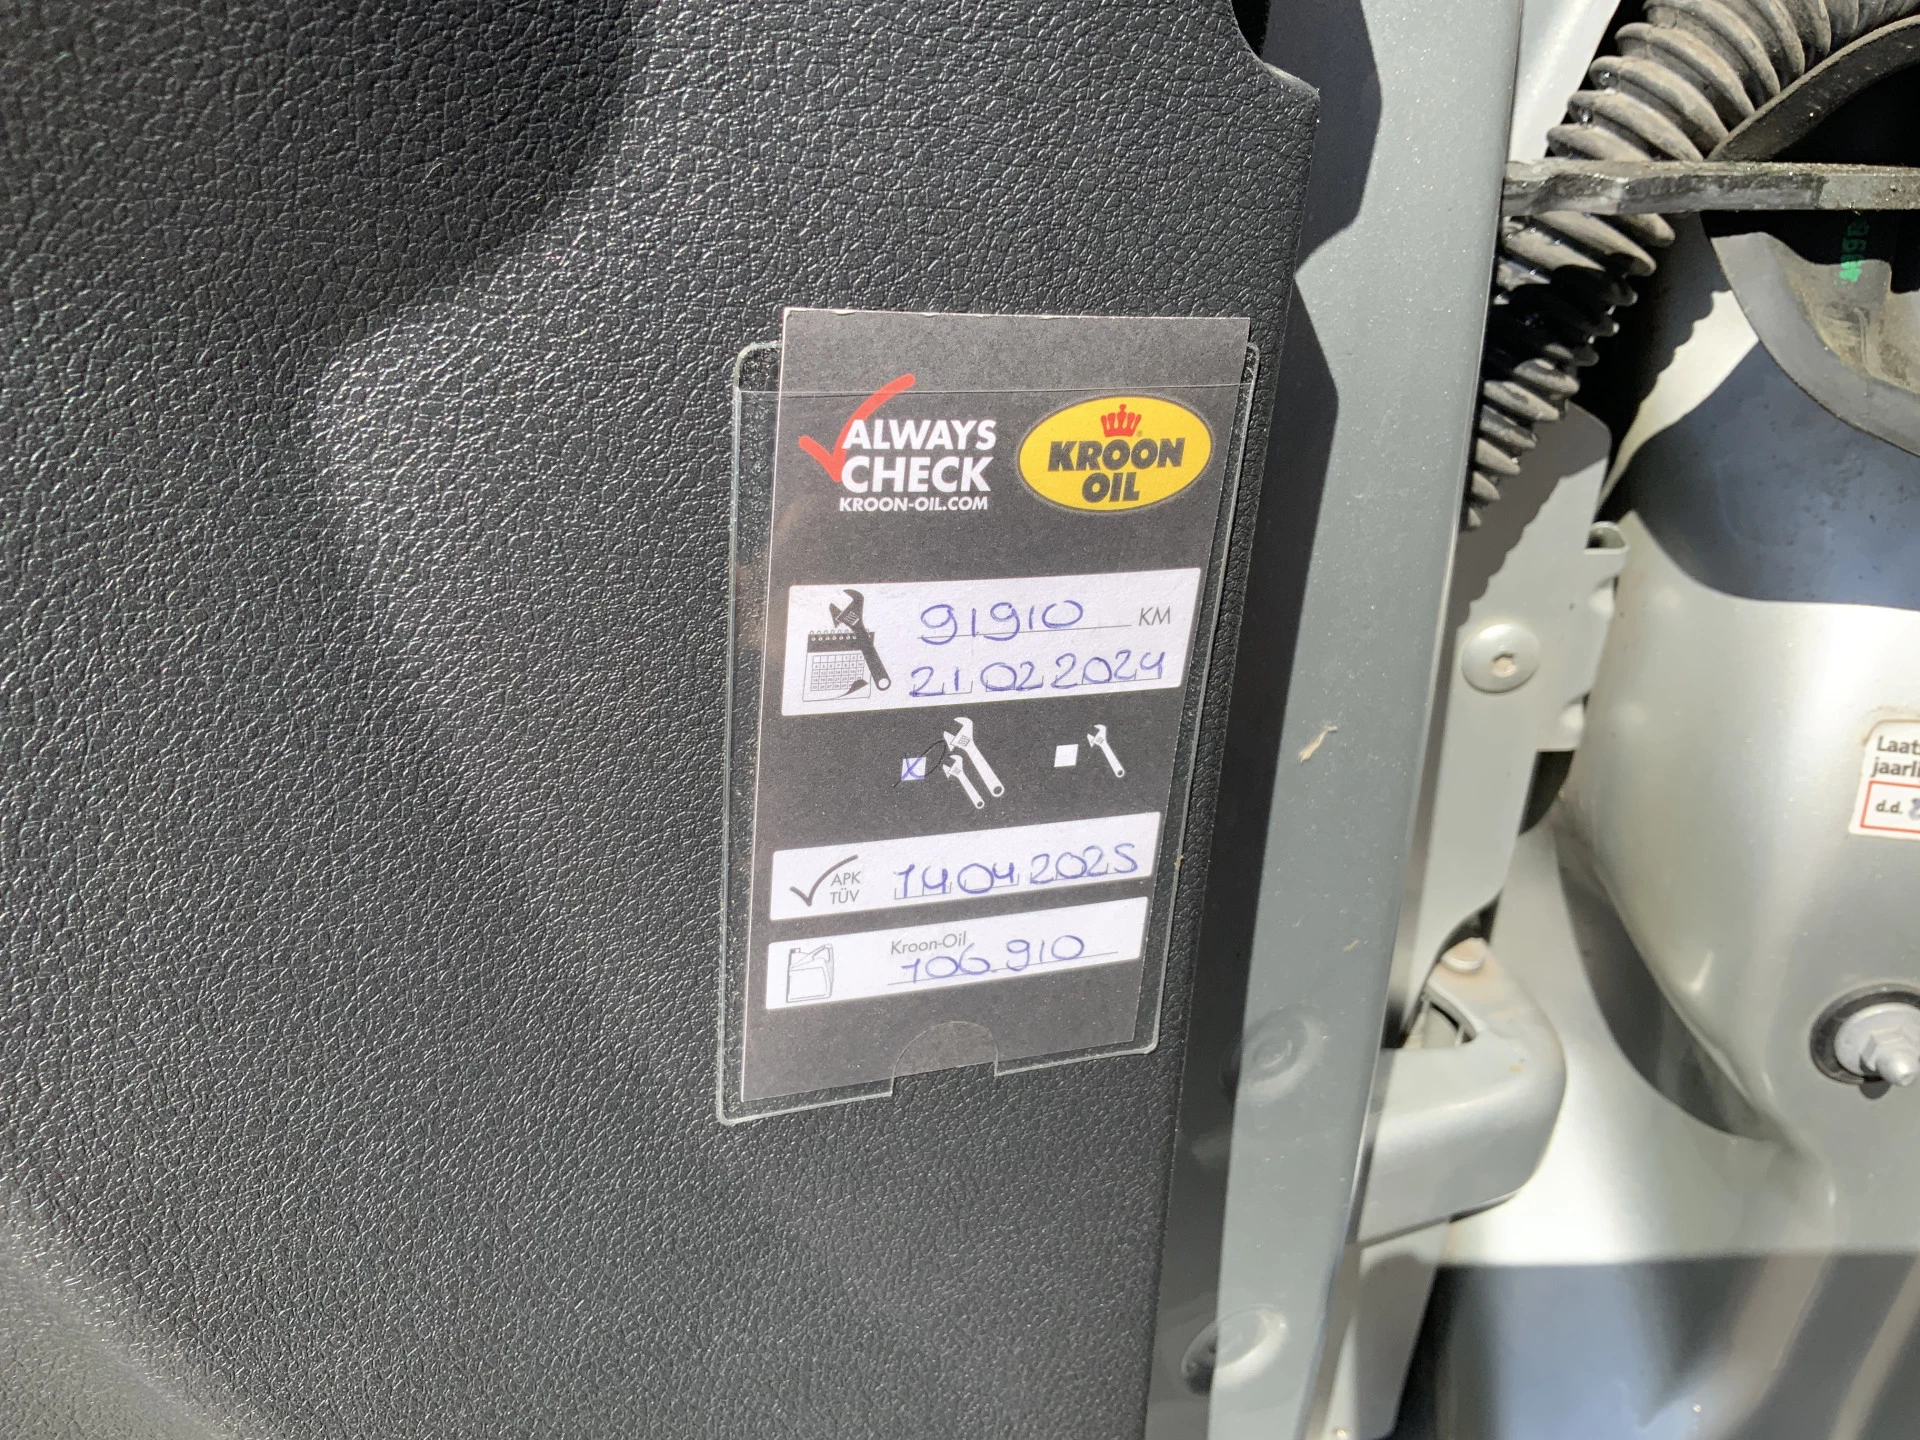 ALWAYS
CHECK
KROON-OIL.COM
KROON
OIL
91910 KM
21 02 2024
x
APK
TÜV
14 04 2025
Kroon-Oil
106.910
jaarli
d.d.